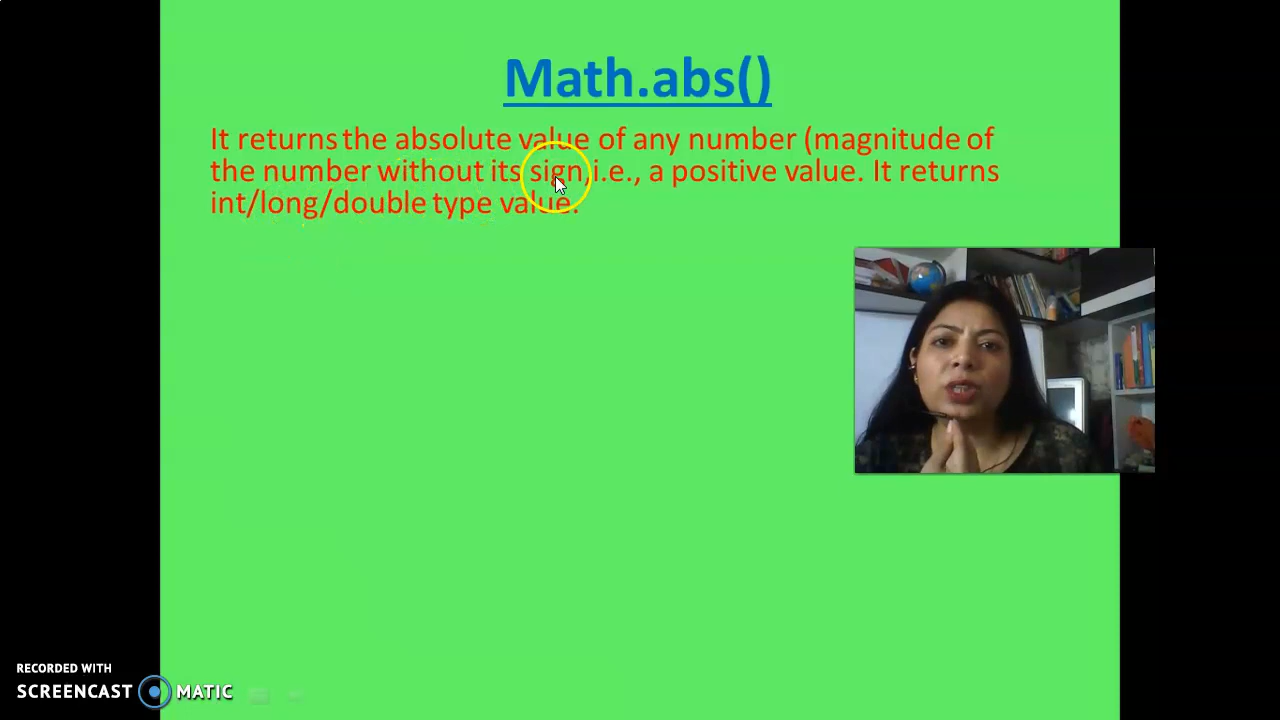 Math.abs()
It returns the absolute value of any number (magnitude of
the number without its sign,i.e., a positive value. It returns
int/long/double type value.
RECORDED WITH
SCREENCAST MATIC